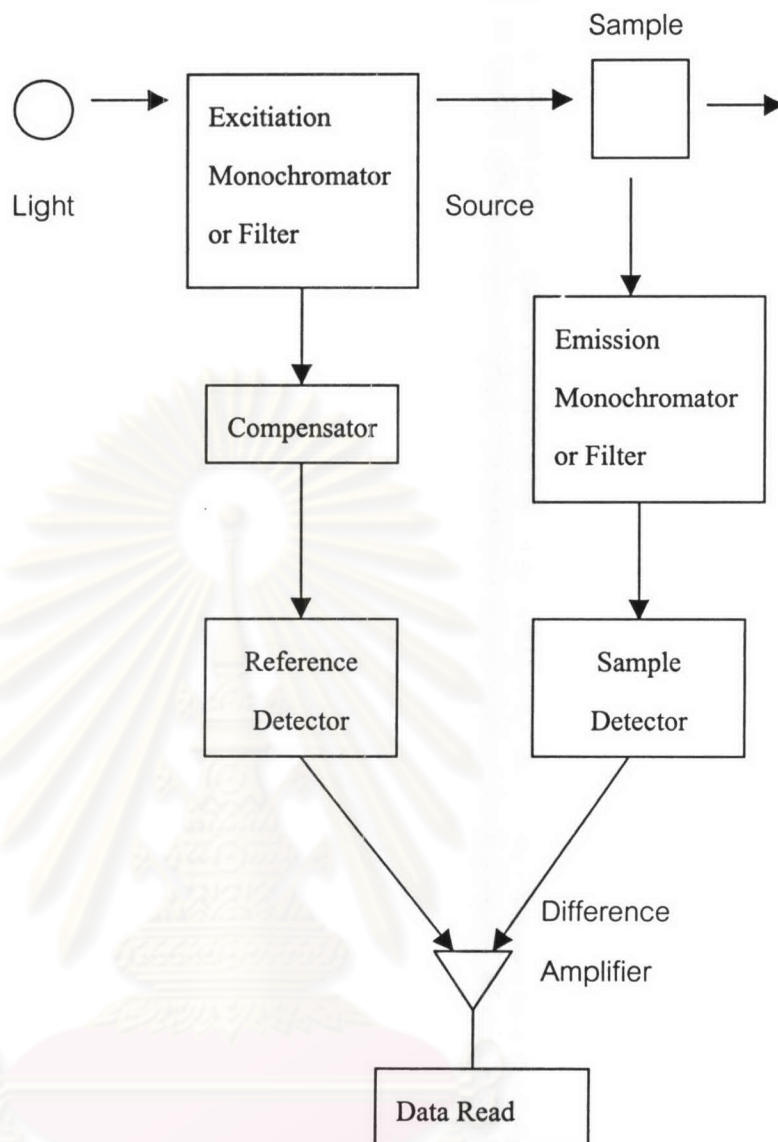 Sample
Excitiation
Monochromator
or Filter
Light
Source
Emission
Monochromator
or Filter
Compensator
Reference
Detector
Sample
Detector
Difference
Amplifier
Data Read